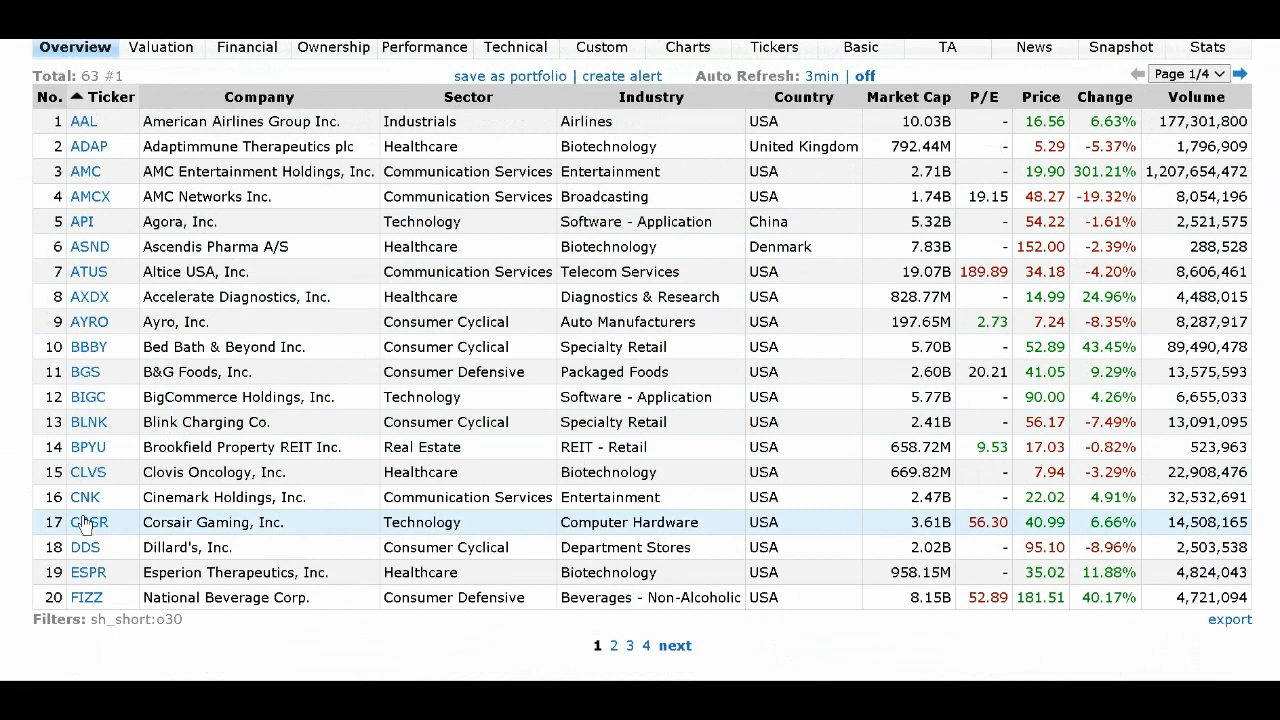 Overview Valuation Financial Ownership Performance Technical Custom Charts Tickers Basic TA News Snapshot Stats
Total: 63 #1 save as portfolio | create alert Auto Refresh: 3min | off Page 1/4
No. Ticker Company Sector Industry Country Market Cap P/E Price Change Volume
1 AAL American Airlines Group Inc. Industrials Airlines USA 10.03B - 16.56 6.63% 177,301,800
2 ADAP Adaptimmune Therapeutics plc Healthcare Biotechnology United Kingdom 792.44M - 5.29 -5.37% 1,796,909
3 AMC AMC Entertainment Holdings, Inc. Communication Services Entertainment USA 2.71B - 19.90 301.21% 1,207,654,472
4 AMCX AMC Networks Inc. Communication Services Broadcasting USA 1.74B 19.15 48.27 -19.32% 8,054,196
5 API Agora, Inc. Technology Software - Application China 5.32B - 54.22 -1.61% 2,521,575
6 ASND Ascendis Pharma A/S Healthcare Biotechnology Denmark 7.83B - 152.00 -2.39% 288,528
7 ATUS Altice USA, Inc. Communication Services Telecom Services USA 19.07B 189.89 34.18 -4.20% 8,606,461
8 AXDX Accelerate Diagnostics, Inc. Healthcare Diagnostics & Research USA 828.77M - 14.99 24.96% 4,488,015
9 AYRO Ayro, Inc. Consumer Cyclical Auto Manufacturers USA 197.65M 2.73 7.24 -8.35% 8,287,917
10 BBBY Bed Bath & Beyond Inc. Consumer Cyclical Specialty Retail USA 5.70B - 52.89 43.45% 89,490,478
11 BGS B&G Foods, Inc. Consumer Defensive Packaged Foods USA 2.60B 20.21 41.05 9.29% 13,575,593
12 BIGC BigCommerce Holdings, Inc. Technology Software - Application USA 5.77B - 90.00 4.26% 6,655,033
13 BLNK Blink Charging Co. Consumer Cyclical Specialty Retail USA 2.41B - 56.17 -7.49% 13,091,095
14 BPYU Brookfield Property REIT Inc. Real Estate REIT - Retail USA 658.72M 9.53 17.03 -0.82% 523,963
15 CLVS Clovis Oncology, Inc. Healthcare Biotechnology USA 669.82M - 7.94 -3.29% 22,908,476
16 CNK Cinemark Holdings, Inc. Communication Services Entertainment USA 2.47B - 22.02 4.91% 32,532,691
17 Corsair Gaming, Inc. Technology Computer Hardware USA 3.61B 56.30 40.99 6.66% 14,508,165
18 DDS Dillard's, Inc. Consumer Cyclical Department Stores USA 2.02B - 95.10 -8.96% 2,503,538
19 ESPR Esperion Therapeutics, Inc. Healthcare Biotechnology USA 958.15M - 35.02 11.88% 4,824,043
20 FIZZ National Beverage Corp. Consumer Defensive Beverages - Non-Alcoholic USA 8.15B 52.89 181.51 40.17% 4,721,094
Filters: sh_short:o30 export
1 2 3 4 next